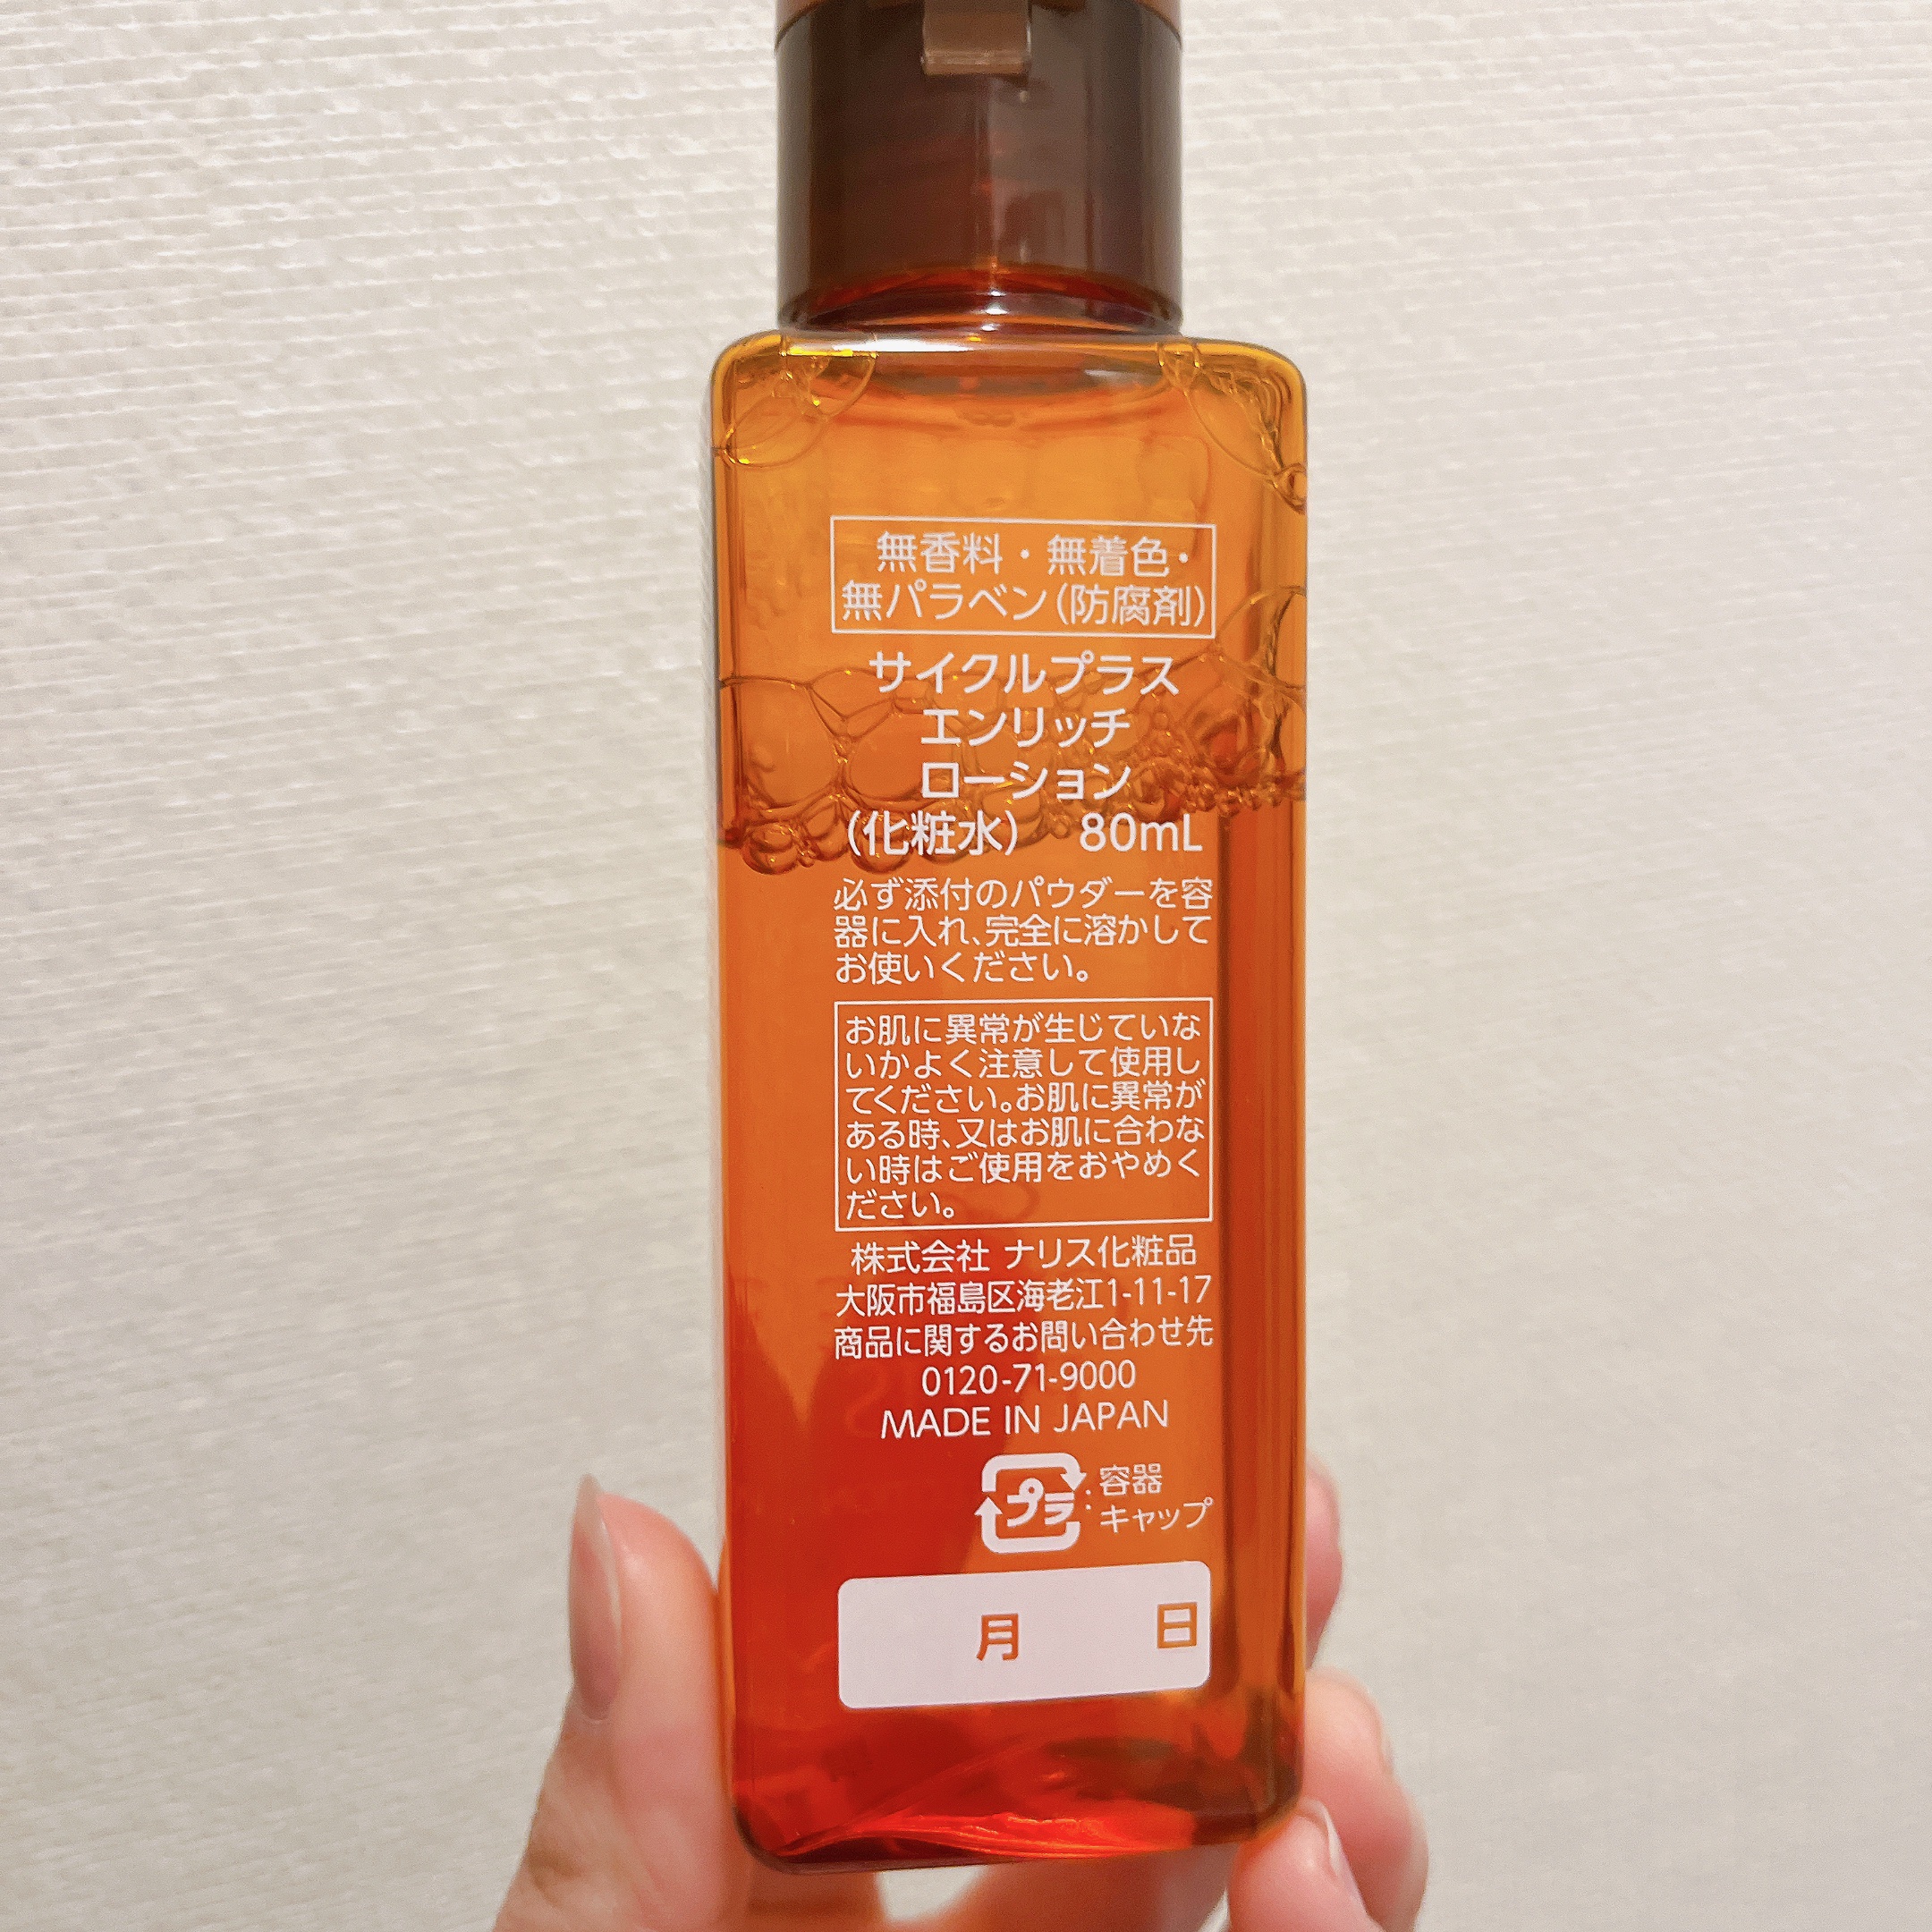 無香料・無着色・
無パラベン(防腐剤)
サイクルプラス
エンリッチ
ローション
(化粧水) 80mL
必ず添付のパウダーを容
器に入れ、完全に溶かして
お使いください。
お肌に異常が生じていな
いかよく注意して使用し
てください。お肌に異常が
ある時、又はお肌に合わな
い時はご使用をおやめく
ださい。
株式会社 ナリス化粧品
大阪市福島区海老江1-11-17
商品に関するお問い合わせ先
0120-71-9000
MADE IN JAPAN
プラ : 容器
キャップ
月 日